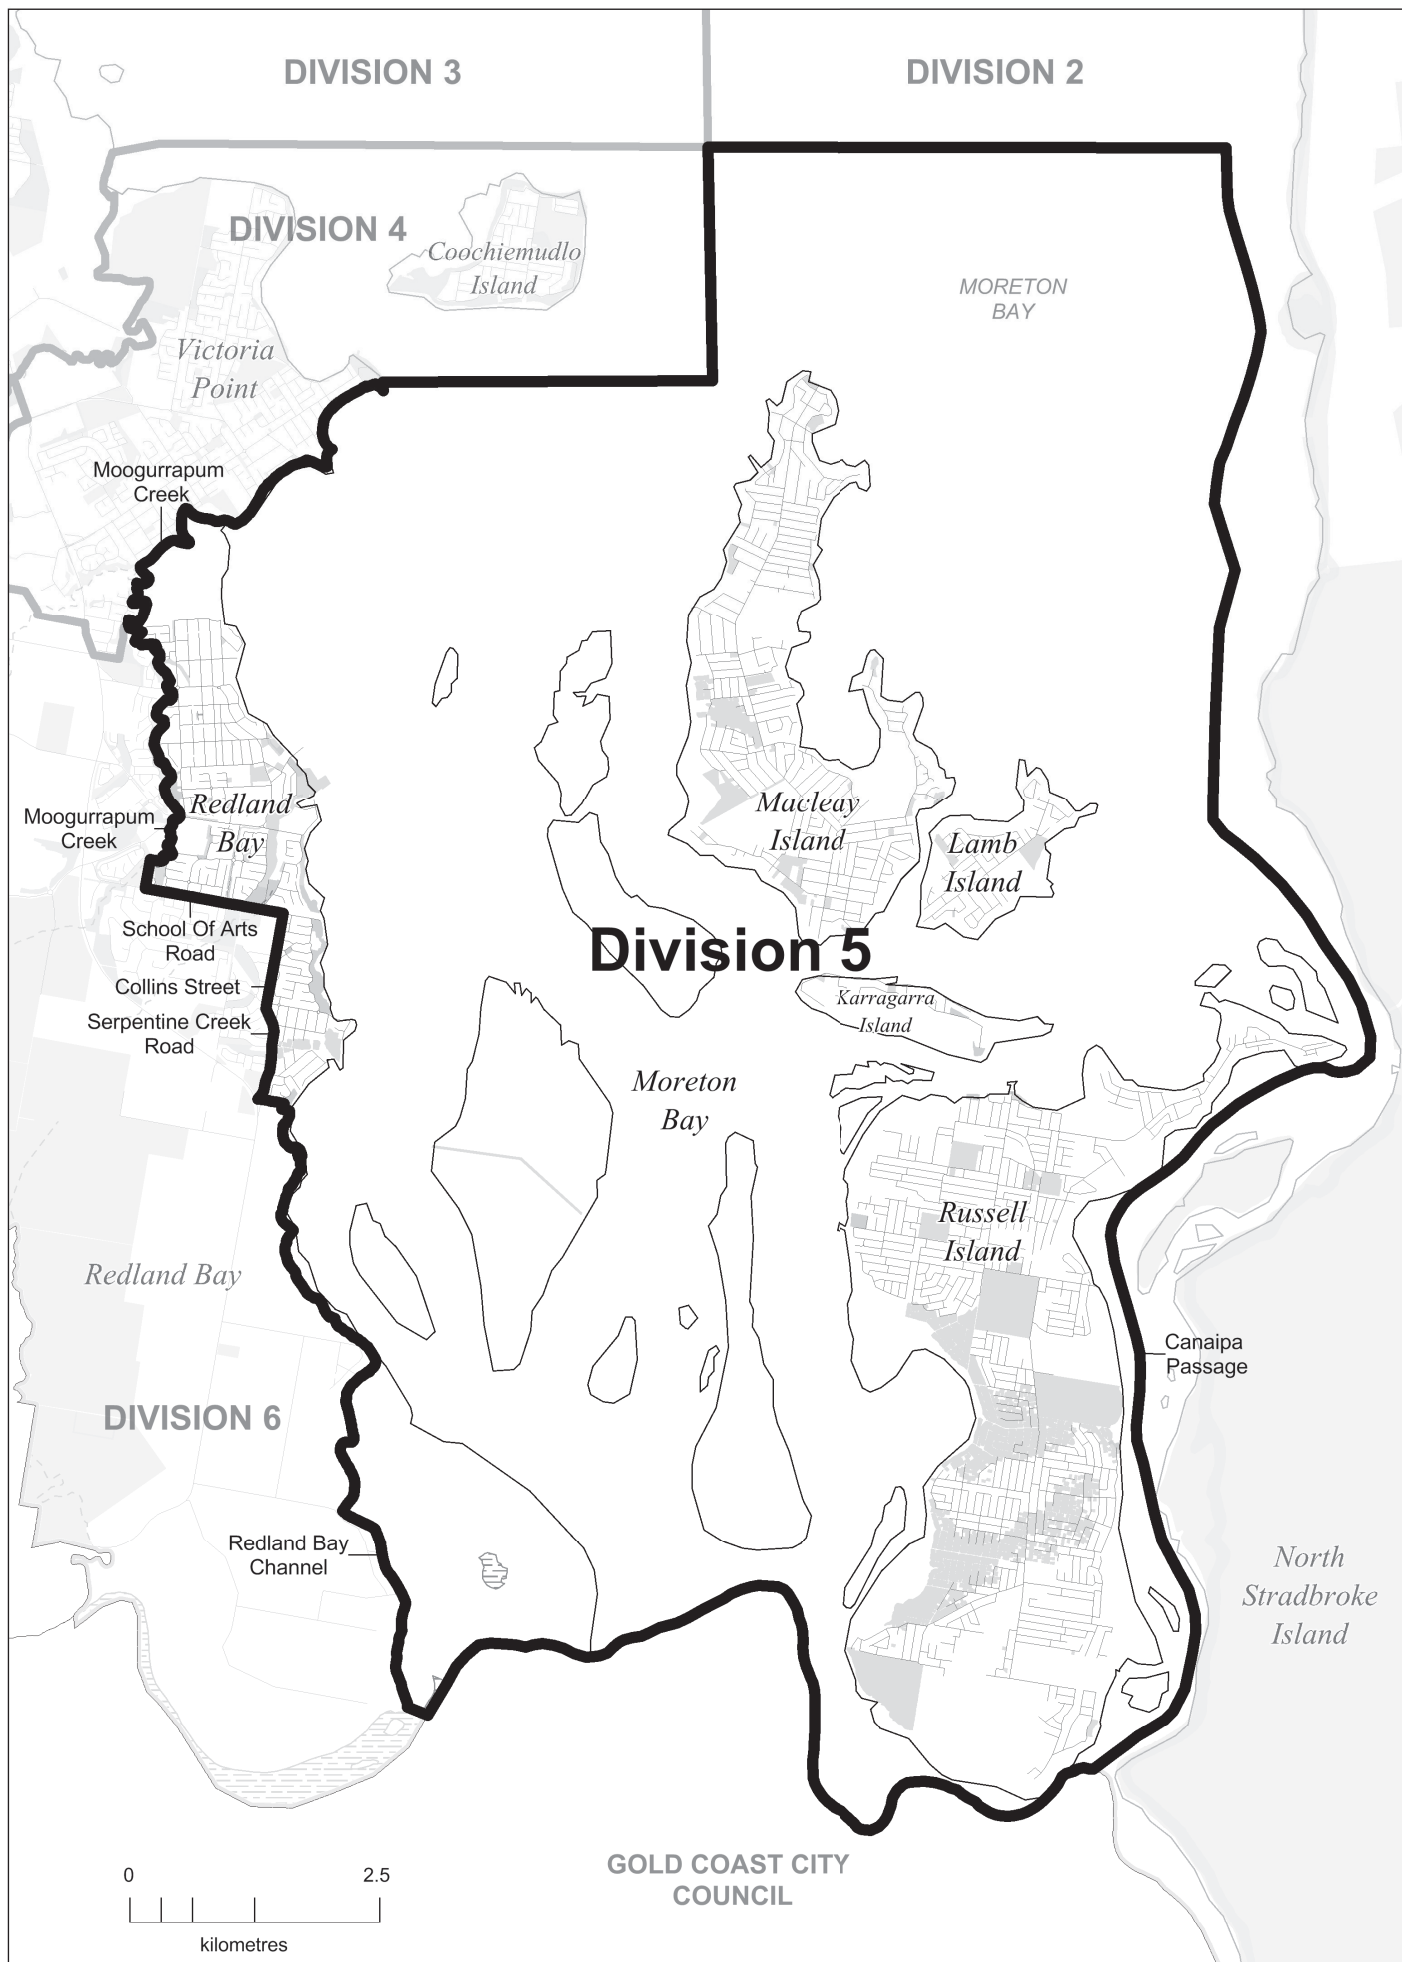 DIVISION 3
DIVISION 2
DIVISION 4
Coochiemudlo
Island
MORETON
BAY
Victoria
Point
Moogurrapum
Creek
Redland
Bay
Macleay
Island
Lamb
Island
Moogurrapum
Creek
School Of Arts
Road
Division 5
Collins Street
Karragarra
Island
Serpentine Creek
Road
Moreton
Bay
Russell
Island
Redland Bay
Canaipa
Passage
DIVISION 6
Redland Bay
Channel
North
Stradbroke
Island
GOLD COAST CITY
COUNCIL
0
2.5
kilometres